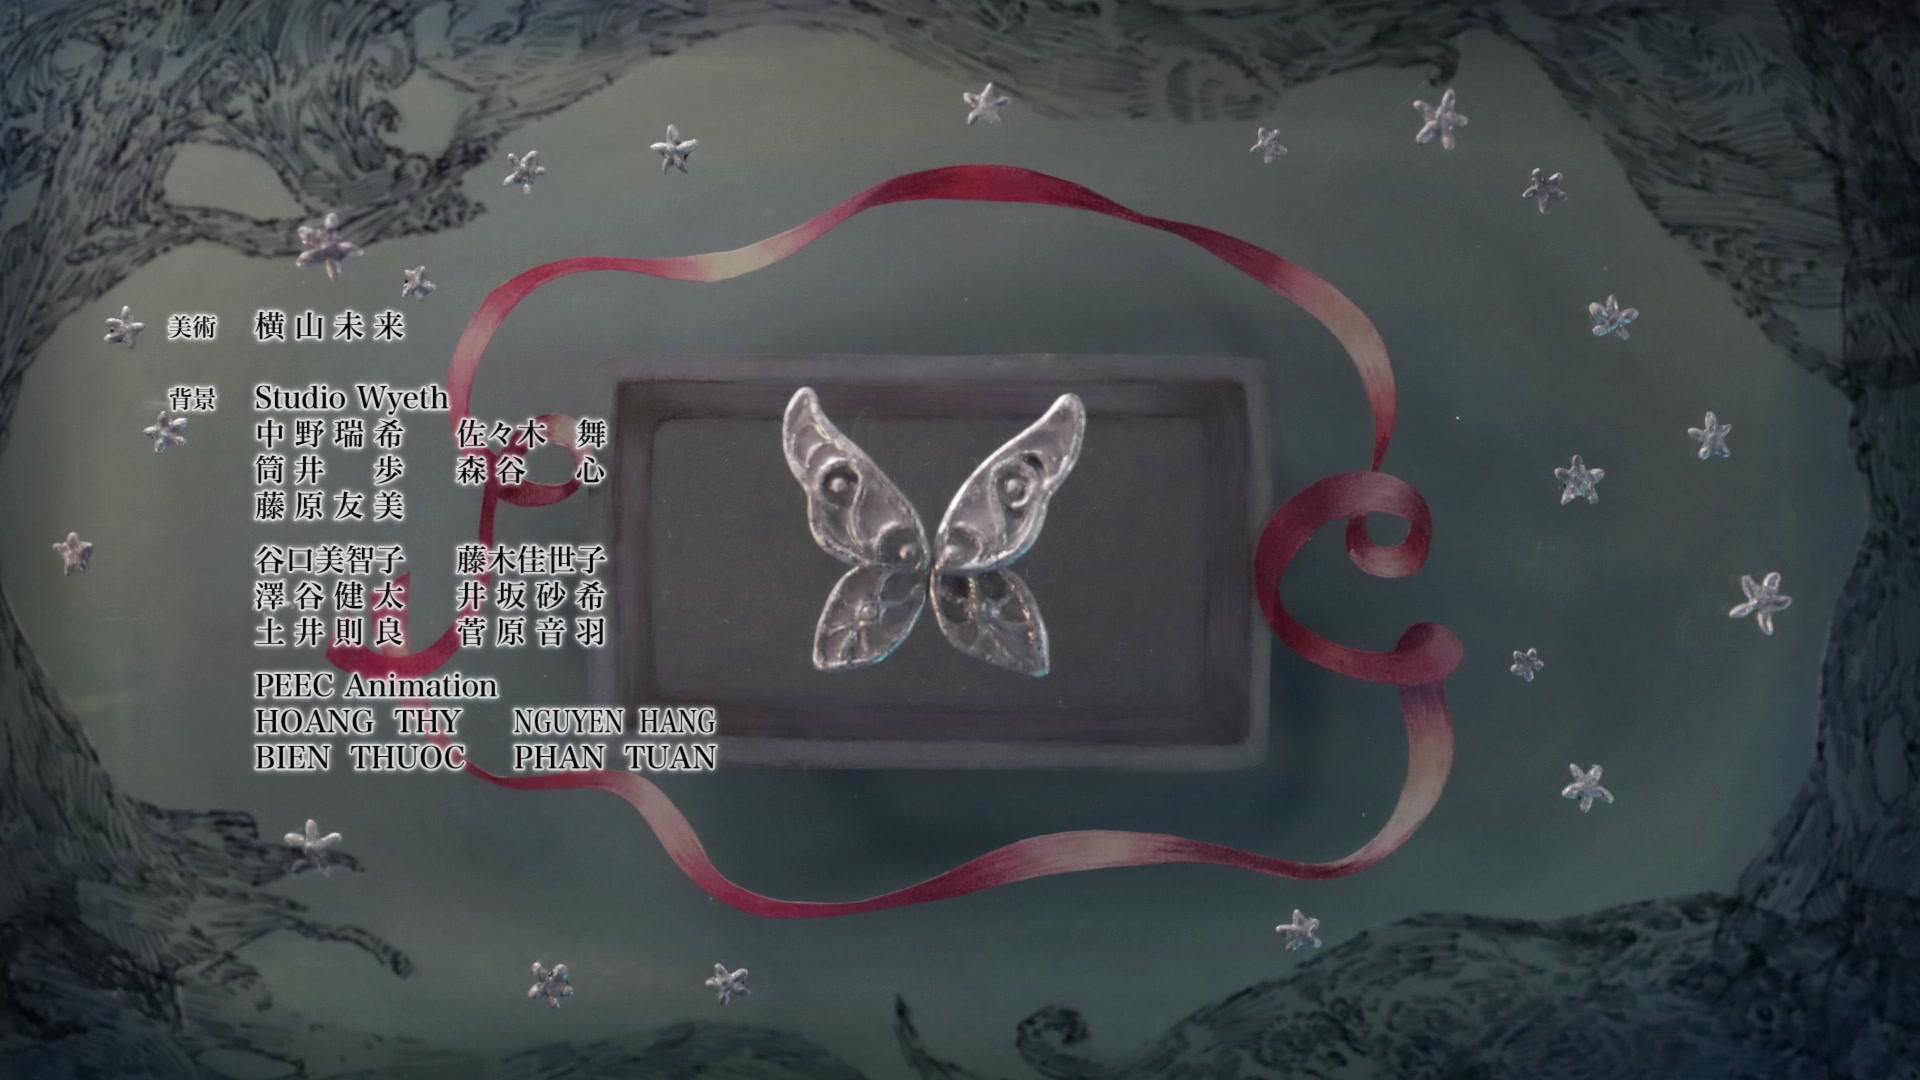 美術 横山未来
背景 Studio Wyeth
中野瑞希 佐々木 舞
筒井 歩 森谷 心
藤原友美
谷口美智子 藤木佳世子
澤谷健太 井坂砂希
土井則良 菅原音羽
PEEC Animation
HOANG THY NGUYEN HANG
BIEN THUOC PHAN TUAN